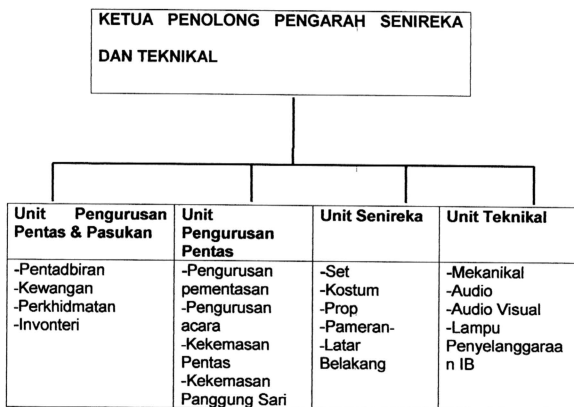 KETUA PENOLONG PENGARAH SENIREKA
DAN TEKNIKAL
Unit Pengurusan
Pentas & Pasukan
-Pentadbiran
-Kewangan
-Perkhidmatan
-Invonteri
Unit
Pengurusan
Pentas
-Pengurusan
pementasan
-Pengurusan
acara
-Kekemasan
Pentas
-Kekemasan
Panggung Sari
Unit Senireka
-Set
-Kostum
-Prop
-Pameran-
-Latar
Belakang
Unit Teknikal
-Mekanikal
-Audio
-Audio Visual
-Lampu
Penyelanggaraa
n IB